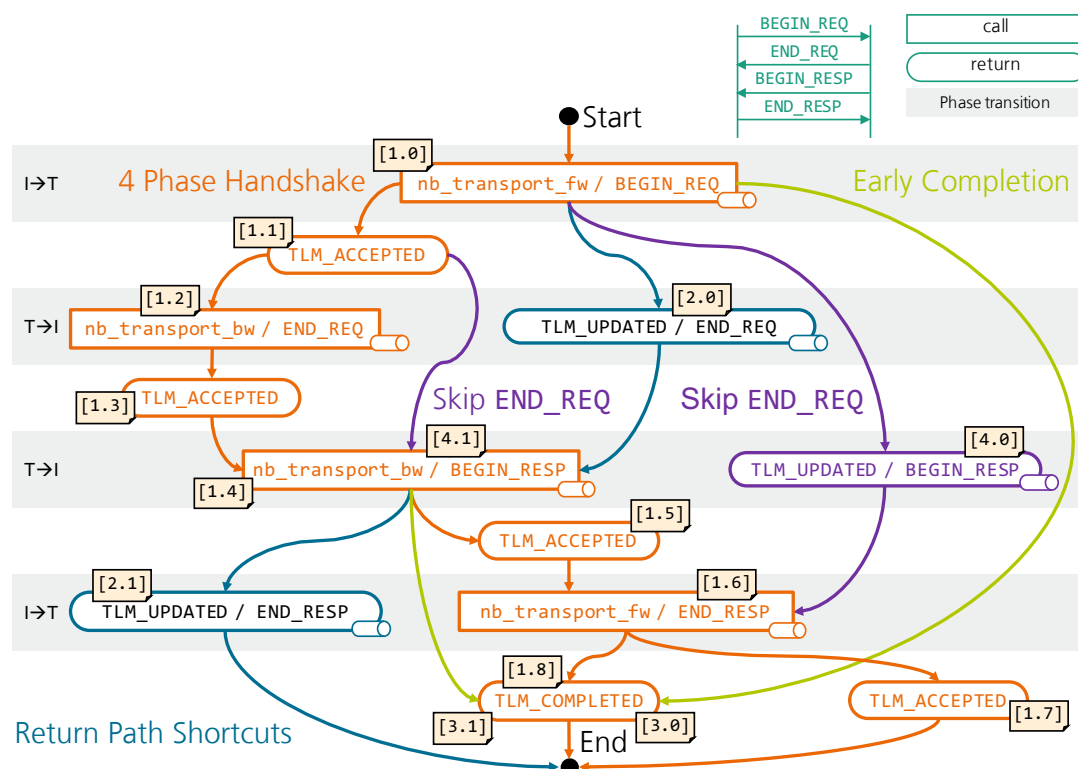 BEGIN_REQ
END_REQ
BEGIN_RESP
END_RESP
call
return
Phase transition
Start
[1.0]
I→T
4 Phase Handshake
nb_transport_fw / BEGIN_REQ
Early Completion
[1.1]
TLM_ACCEPTED
[1.2]
[2.0]
T→I
nb_transport_bw / END_REQ
TLM_UPDATED / END_REQ
TLM_ACCEPTED
[1.3]
Skip END_REQ
Skip END_REQ
[4.1]
[4.0]
T→I
nb_transport_bw / BEGIN_RESP
TLM_UPDATED / BEGIN_RESP
[1.4]
[1.5]
TLM_ACCEPTED
[2.1]
[1.6]
I→T
TLM_UPDATED / END_RESP
nb_transport_fw / END_RESP
[1.8]
TLM_COMPLETED
TLM_ACCEPTED
[3.1]
[3.0]
[1.7]
Return Path Shortcuts
End